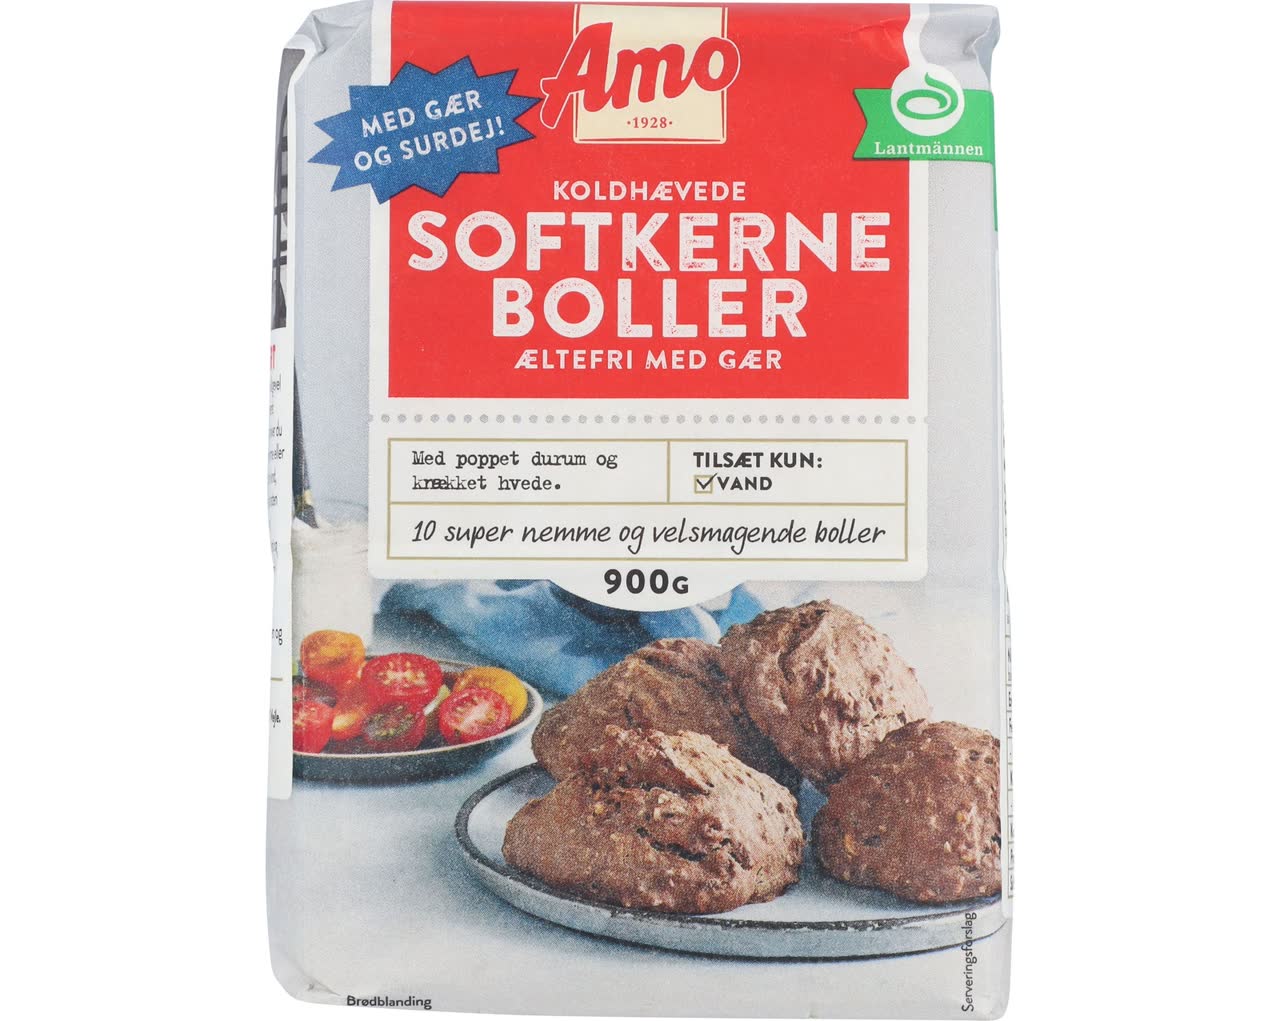 Amo
·1928·
MED GÆR
OG SURDEJ!
Lantmännen
KOLDHÆVEDE
SOFTKERNE
BOLLER
ÆLTEFRI MED GÆR
Med poppet durum og
knækket hvede.
TILSÆT KUN:
VAND
10 super nemme og velsmagende boller
900G
Serveringsforslag
Brødblanding